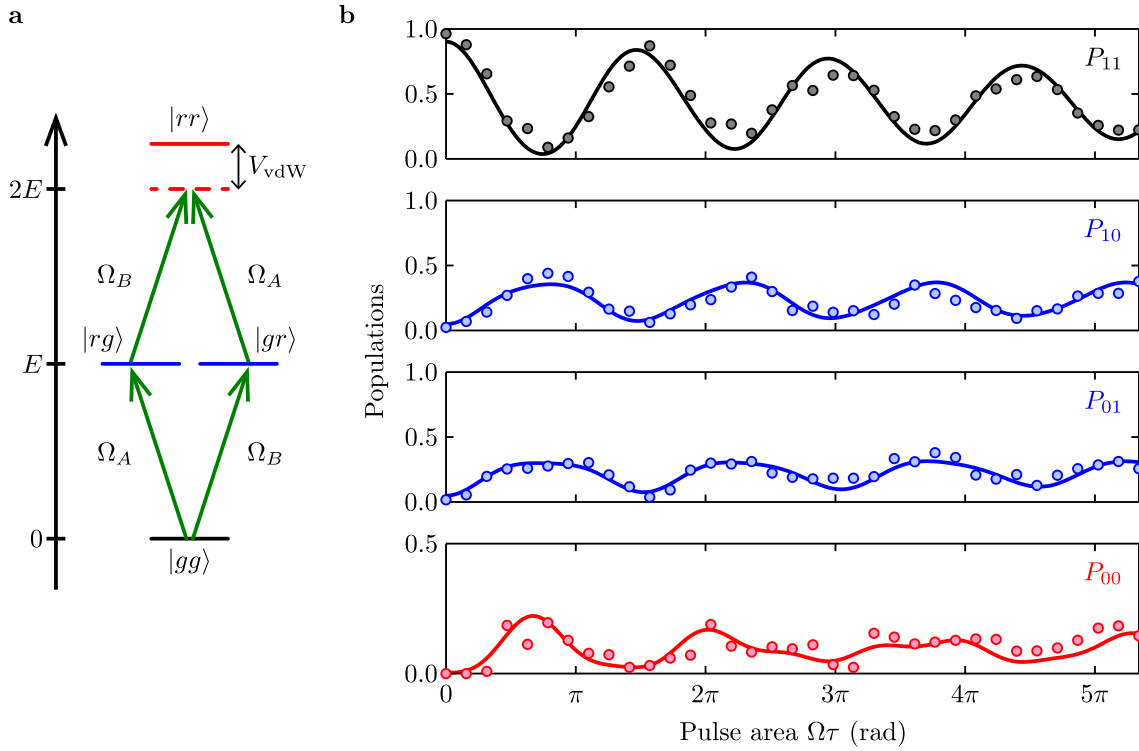 a
|rr⟩
V_vdW
2E
Ω_B
Ω_A
|rg⟩
|gr⟩
E
Ω_A
Ω_B
0
|gg⟩
b
Populations
1.0
0.5
0.0
P_11
1.0
0.5
0.0
P_10
1.0
0.5
0.0
P_01
0.5
0.0
P_00
0 π 2π 3π 4π 5π
Pulse area Ωτ (rad)